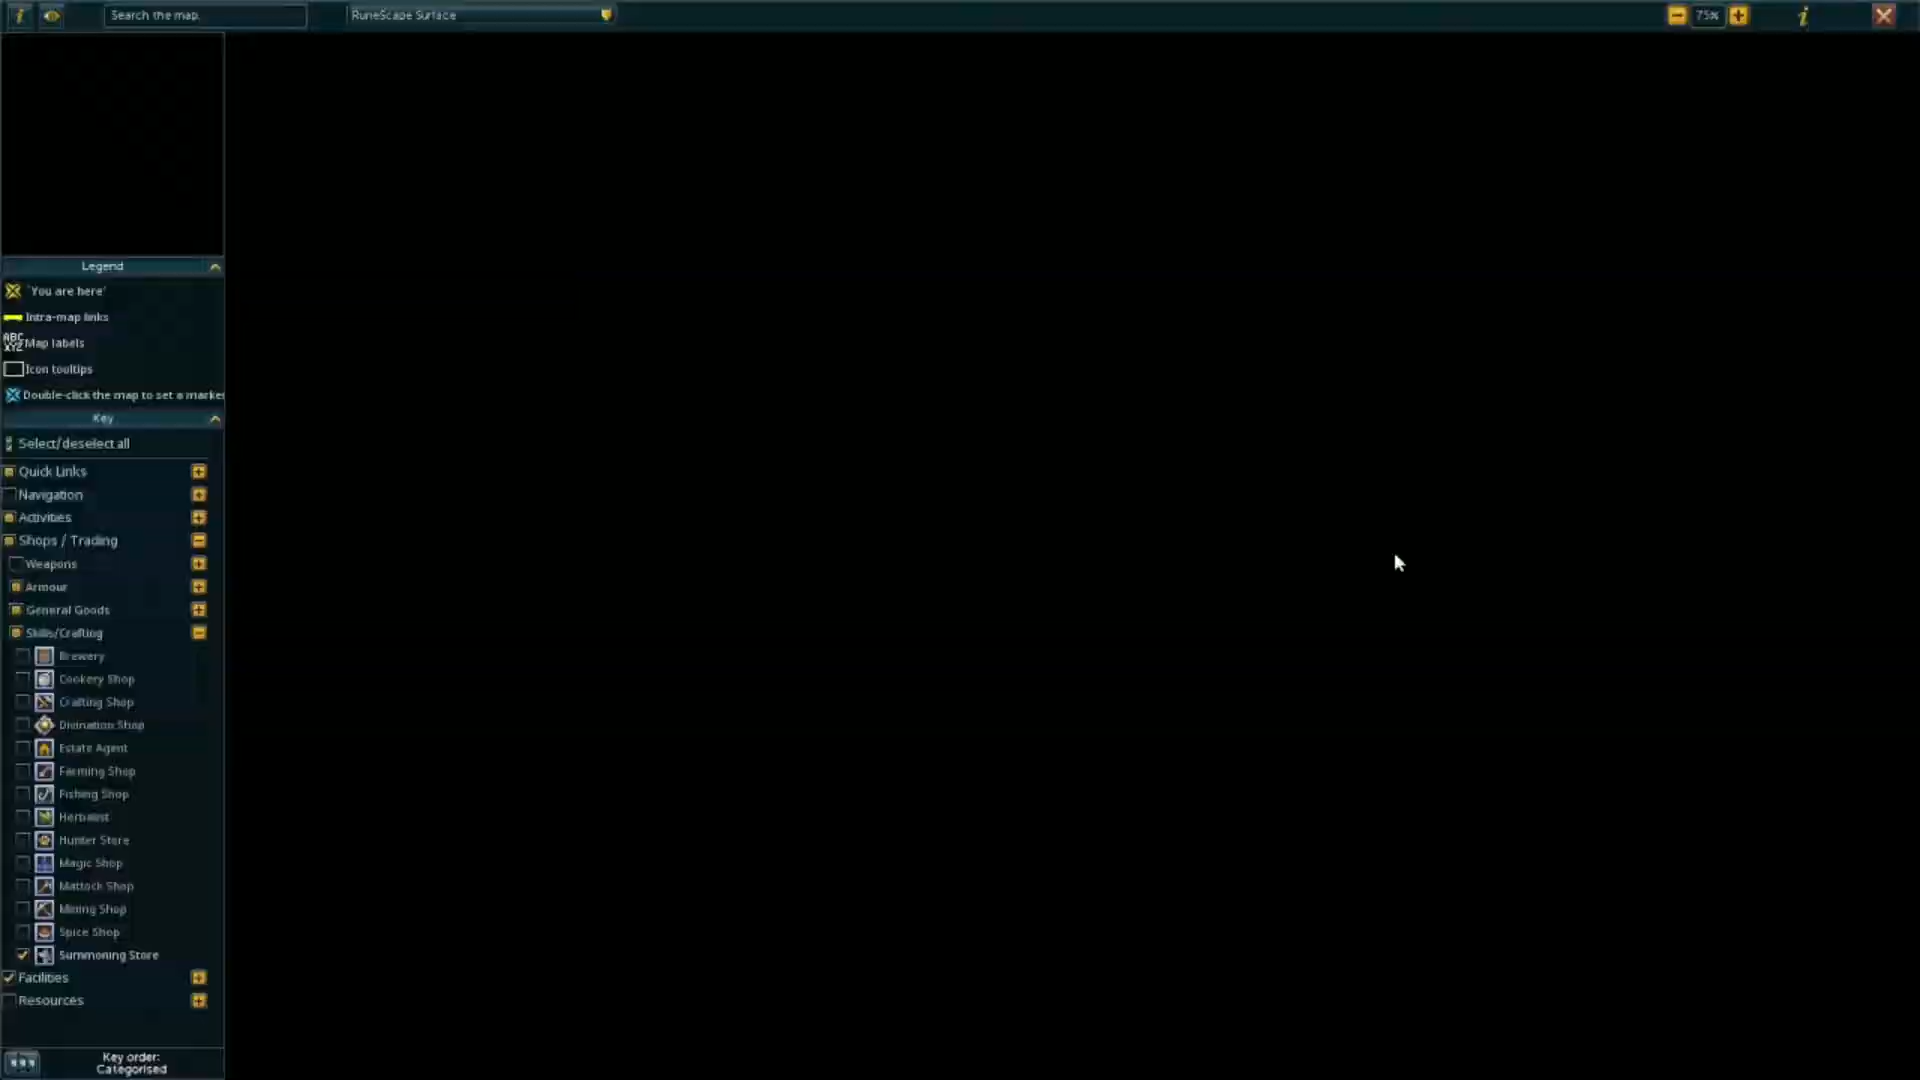 Search the map.
RuneScape Surface
75%
Legend
'You are here'
Intra-map links
ABC
XYZ
Map labels
Icon tooltips
Double-click the map to set a marker
Key
Select/deselect all
Quick Links
Navigation
Activities
Shops / Trading
Weapons
Armour
General Goods
Skills/Crafting
Brewery
Cookery Shop
Crafting Shop
Divination Shop
Estate Agent
Farming Shop
Fishing Shop
Herbalist
Hunter Store
Magic Shop
Mattock Shop
Mining Shop
Spice Shop
Summoning Store
Facilities
Resources
Key order:
Categorised